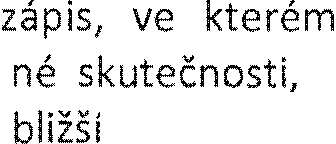 zápis, ve kterém
né skutečnosti,
bližší